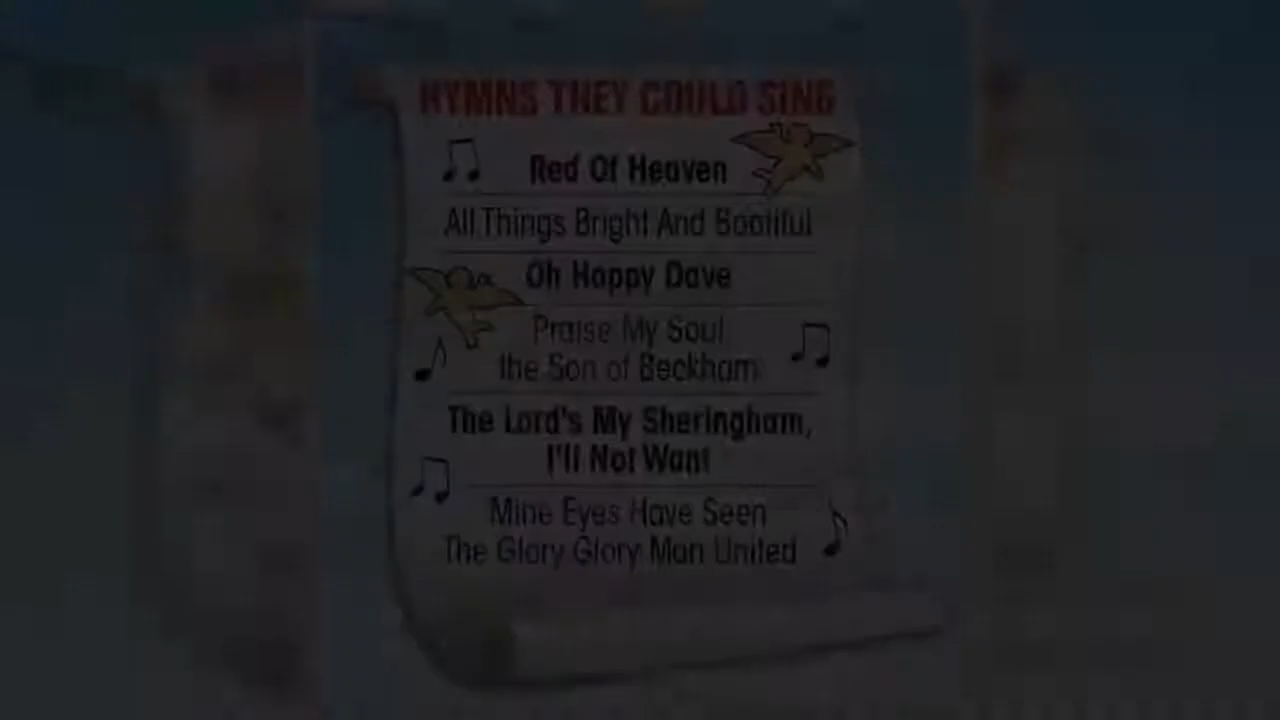 HYMNS THEY COULD SING
Red Of Heaven
All Things Bright And Bootiful
Oh Happy Dave
Praise My Soul
the Son of Beckham
The Lord's My Sheringham,
I'll Not Want
Mine Eyes Have Seen
The Glory Glory Man United